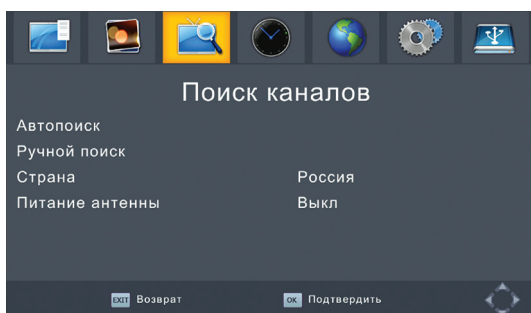 Поиск каналов
Автопоиск
Ручной поиск
Страна Россия
Питание антенны Выкл
EXIT Возврат OK Подтвердить